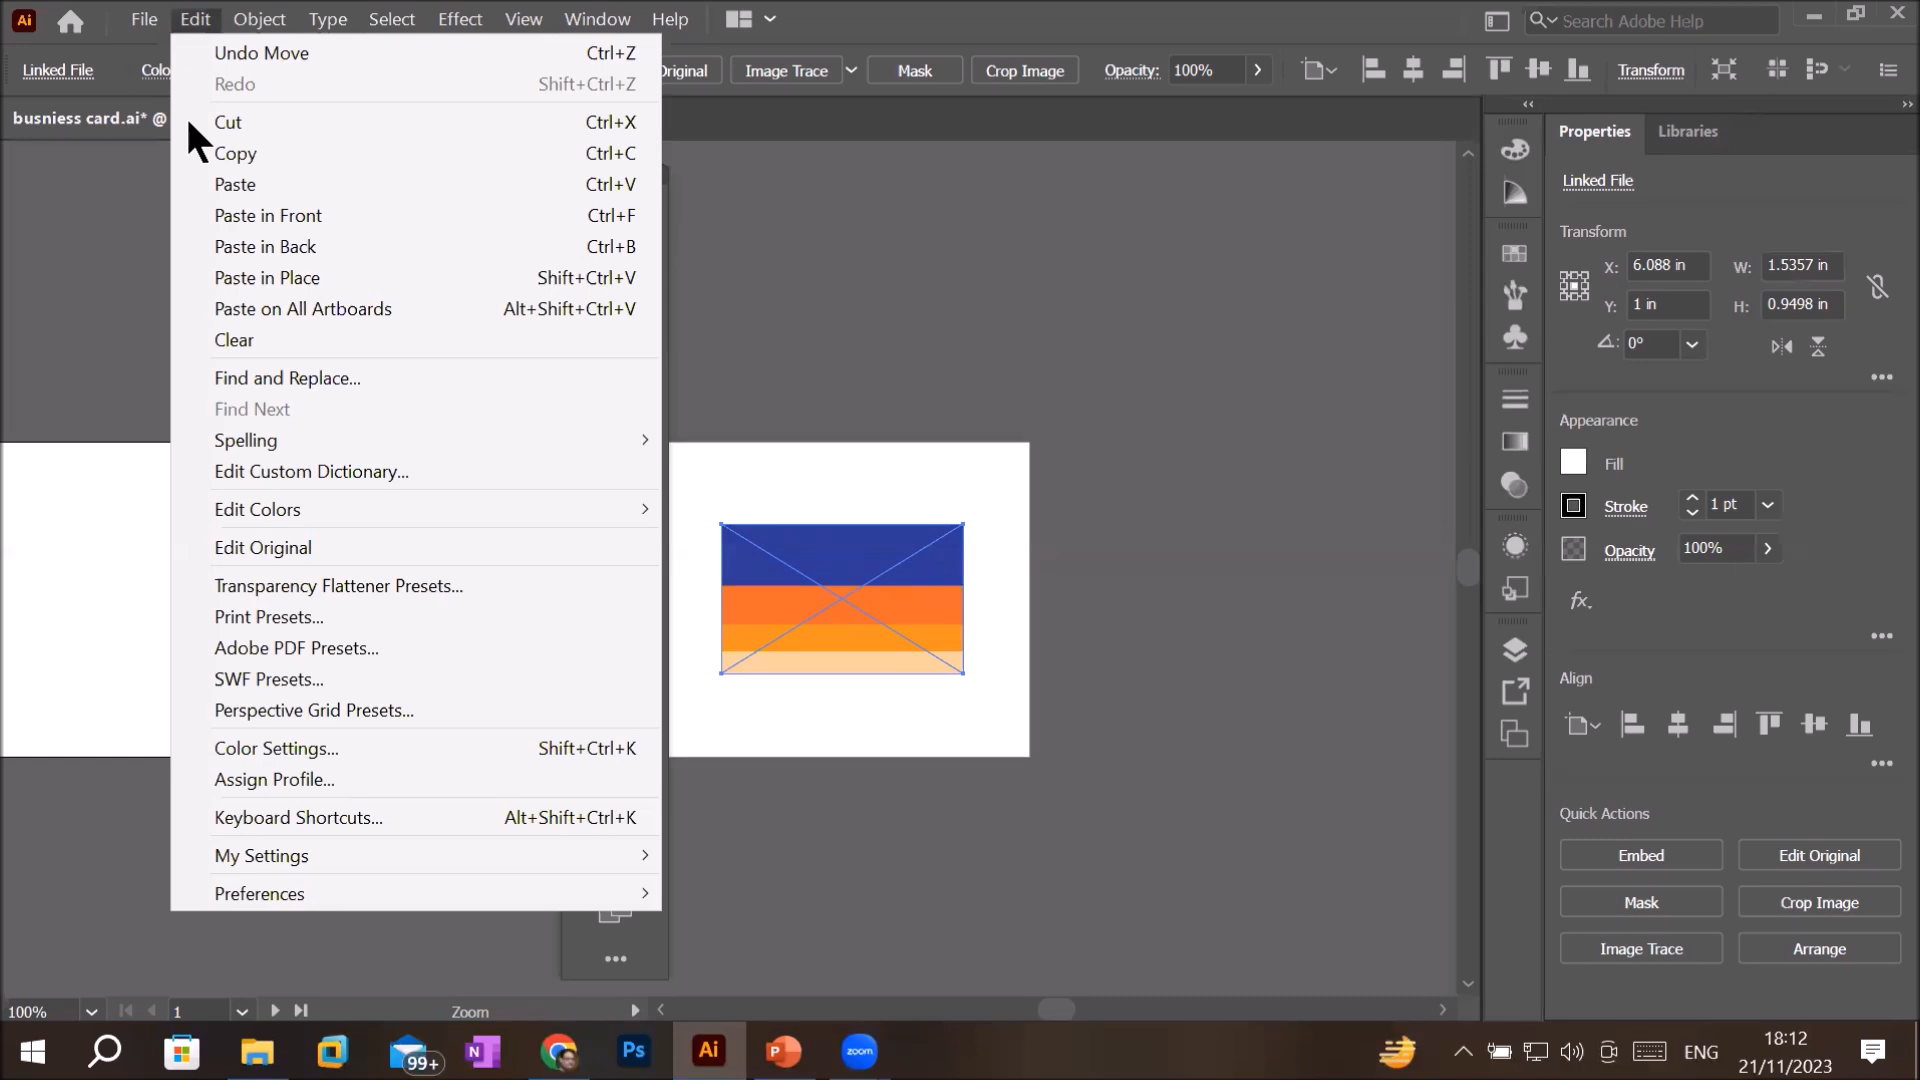 Ai File Edit Object Type Select Effect View Window Help Search Adobe Help
Linked File Colo riginal Image Trace Mask Crop Image Opacity: 100% Transform
busniess card.ai* @
Undo Move Ctrl+Z
Redo Shift+Ctrl+Z
Cut Ctrl+X
Copy Ctrl+C
Paste Ctrl+V
Paste in Front Ctrl+F
Paste in Back Ctrl+B
Paste in Place Shift+Ctrl+V
Paste on All Artboards Alt+Shift+Ctrl+V
Clear
Find and Replace...
Find Next
Spelling
Edit Custom Dictionary...
Edit Colors
Edit Original
Transparency Flattener Presets...
Print Presets...
Adobe PDF Presets...
SWF Presets...
Perspective Grid Presets...
Color Settings... Shift+Ctrl+K
Assign Profile...
Keyboard Shortcuts... Alt+Shift+Ctrl+K
My Settings
Preferences
Properties Libraries
Linked File
Transform
X: 6.088 in W: 1.5357 in
Y: 1 in H: 0.9498 in
0°
Appearance
Fill
Stroke 1 pt
Opacity 100%
fx.
Align
Quick Actions
Embed Edit Original
Mask Crop Image
Image Trace Arrange
100% 1 Zoom
99+ N Ps Ai P zoom ENG 18:12
21/11/2023